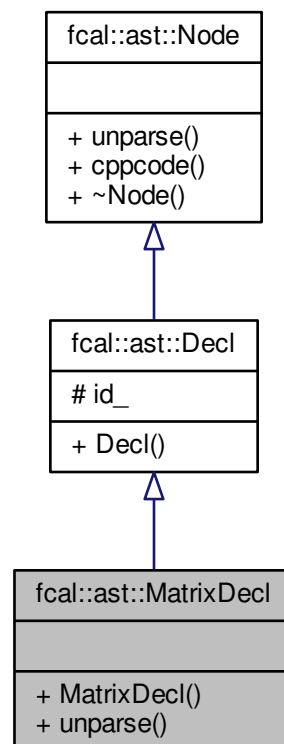 fcal::ast::Node
+ unparse()
+ cppcode()
+ ~Node()
fcal::ast::Decl
# id_
+ Decl()
fcal::ast::MatrixDecl
+ MatrixDecl()
+ unparse()